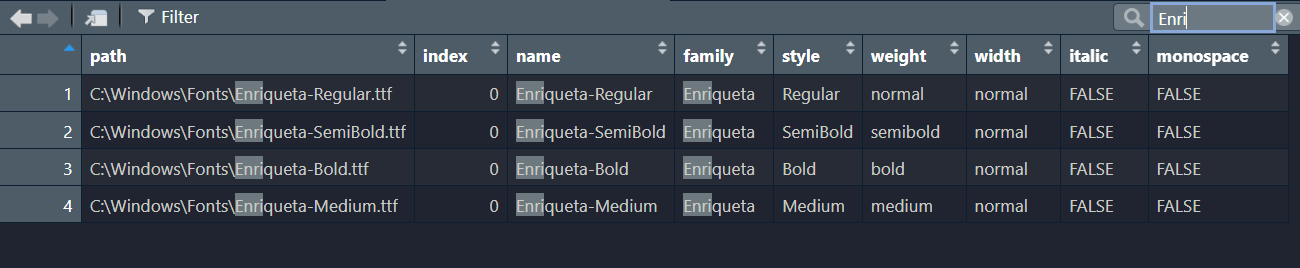 Filter Enri
path index name family style weight width italic monospace
1 C:\Windows\Fonts\Enriqueta-Regular.ttf 0 Enriqueta-Regular Enriqueta Regular normal normal FALSE FALSE
2 C:\Windows\Fonts\Enriqueta-SemiBold.ttf 0 Enriqueta-SemiBold Enriqueta SemiBold semibold normal FALSE FALSE
3 C:\Windows\Fonts\Enriqueta-Bold.ttf 0 Enriqueta-Bold Enriqueta Bold bold normal FALSE FALSE
4 C:\Windows\Fonts\Enriqueta-Medium.ttf 0 Enriqueta-Medium Enriqueta Medium medium normal FALSE FALSE